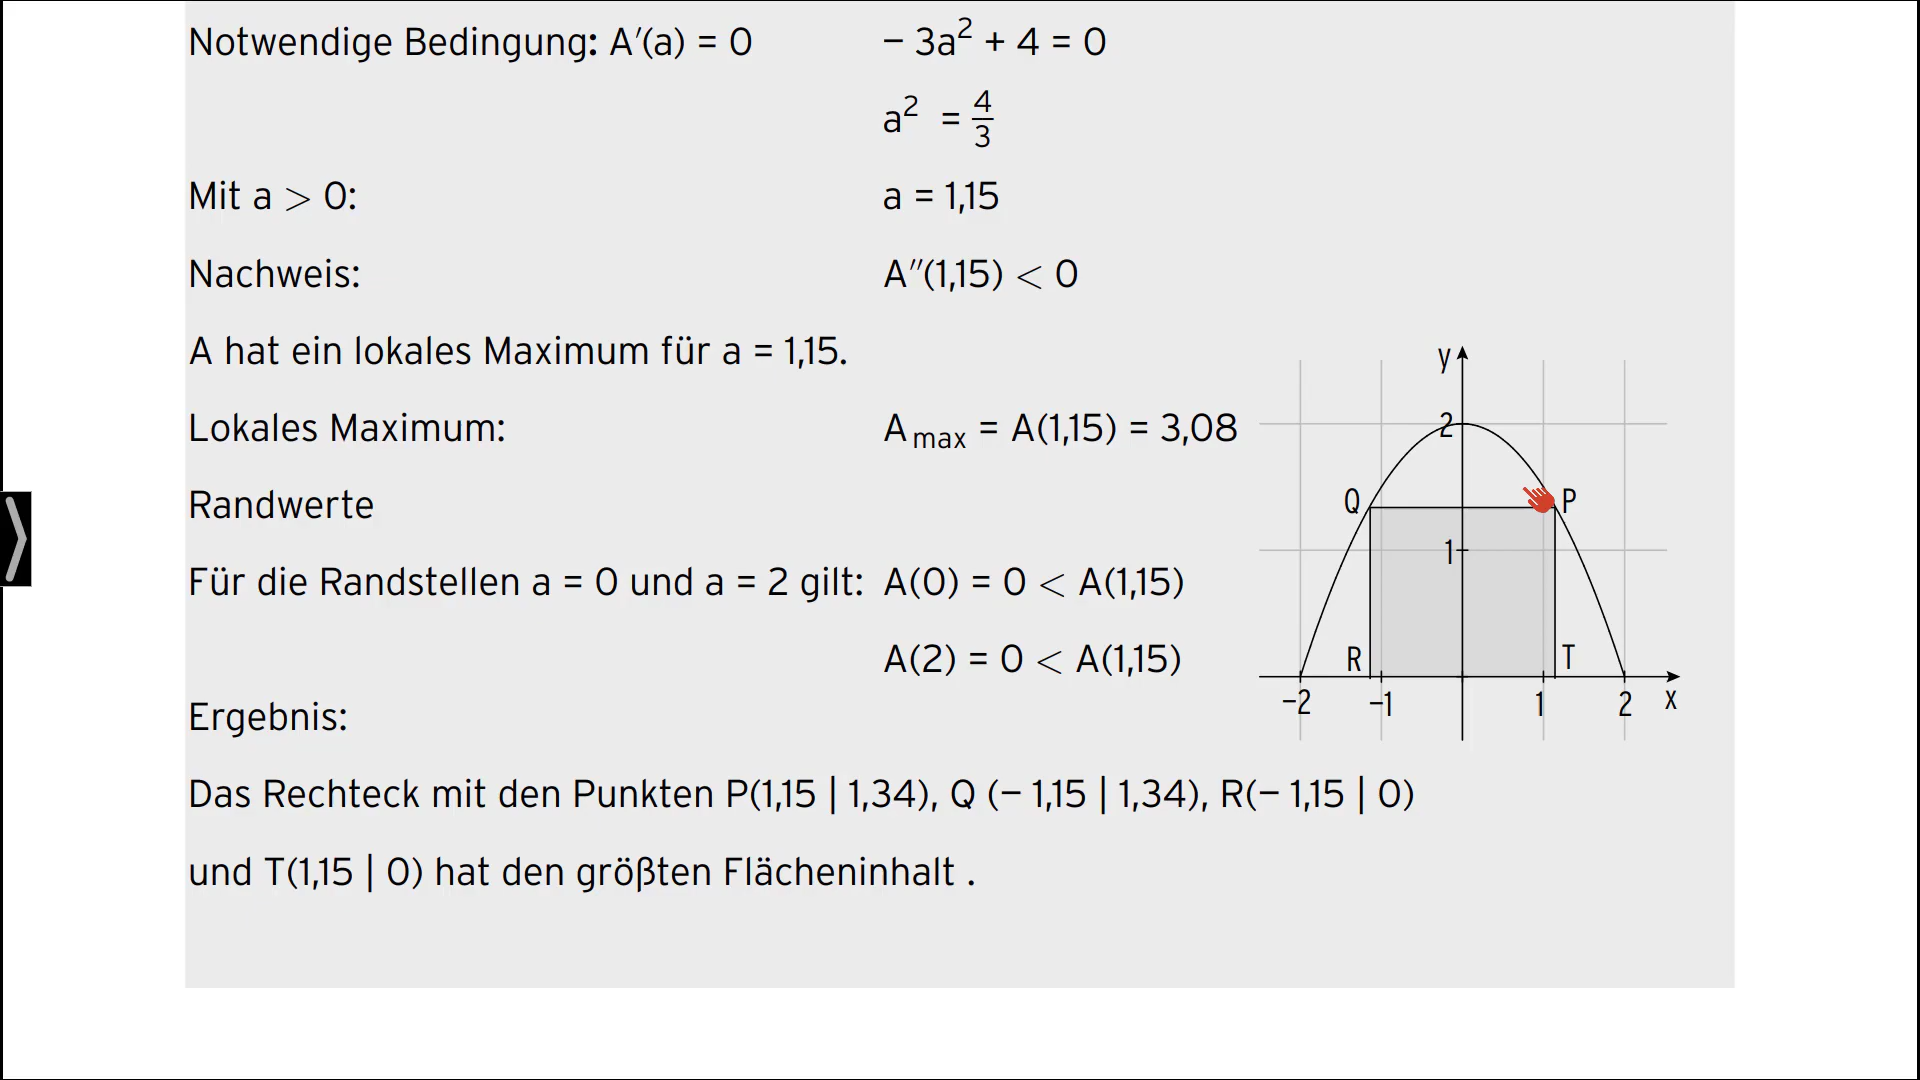 Notwendige Bedingung: A′(a) = 0 − 3a² + 4 = 0
a² = 4/3
Mit a > 0: a = 1,15
Nachweis: A″(1,15) < 0
A hat ein lokales Maximum für a = 1,15.
Lokales Maximum: A max = A(1,15) = 3,08
Randwerte
Für die Randstellen a = 0 und a = 2 gilt: A(0) = 0 < A(1,15)
A(2) = 0 < A(1,15)
Ergebnis:
Das Rechteck mit den Punkten P(1,15 | 1,34), Q (− 1,15 | 1,34), R(− 1,15 | 0)
und T(1,15 | 0) hat den größten Flächeninhalt .
y
2
Q P
1
R T
−2 −1 1 2 x